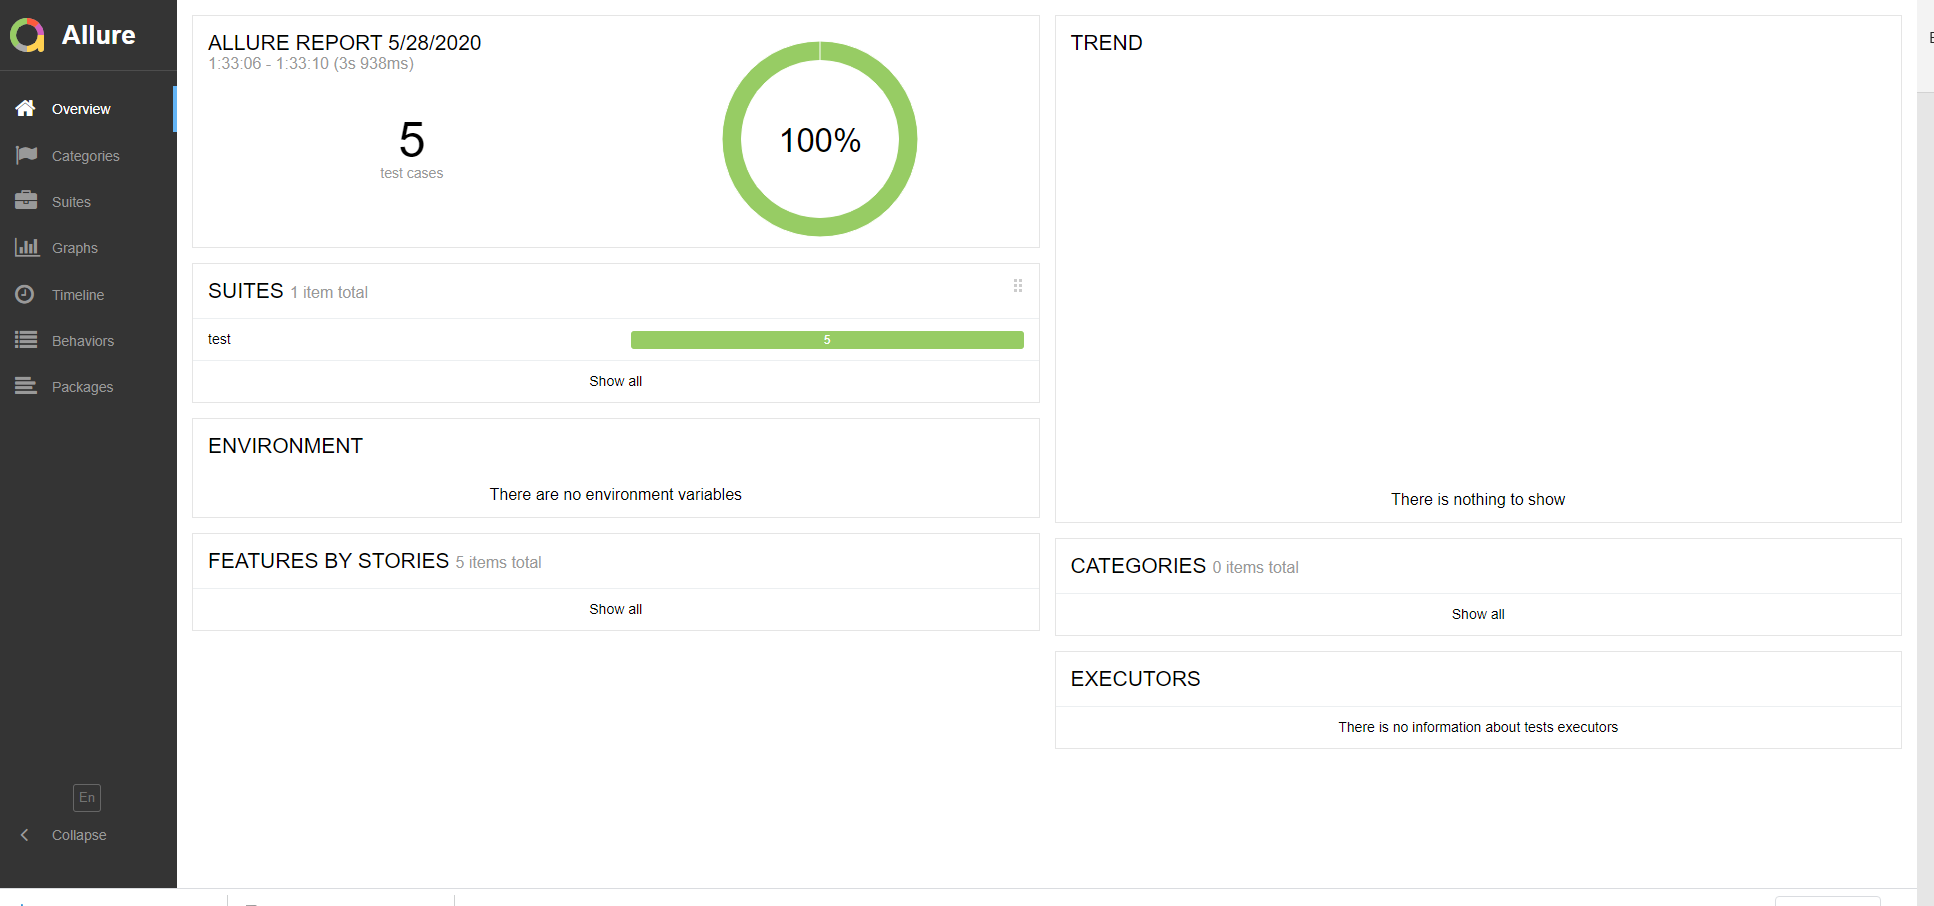 Allure
Overview
Categories
Suites
Graphs
Timeline
Behaviors
Packages
En
Collapse
ALLURE REPORT 5/28/2020
1:33:06 - 1:33:10 (3s 938ms)
5
test cases
100%
SUITES 1 item total
test
5
Show all
ENVIRONMENT
There are no environment variables
FEATURES BY STORIES 5 items total
Show all
TREND
There is nothing to show
CATEGORIES 0 items total
Show all
EXECUTORS
There is no information about tests executors